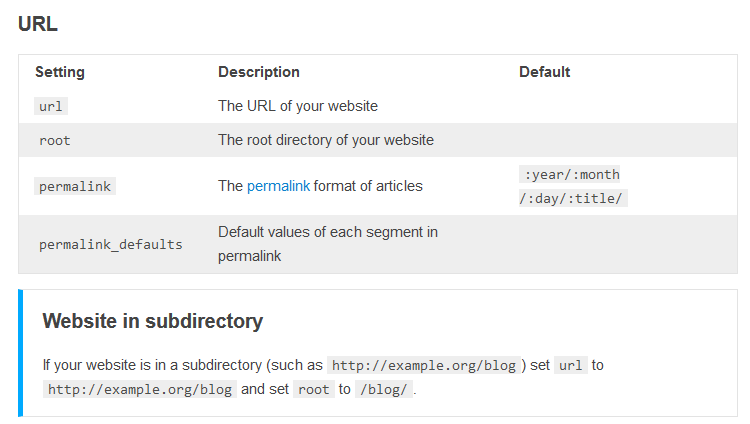 URL
Setting Description Default
url The URL of your website
root The root directory of your website
permalink The permalink format of articles :year/:month
/:day/:title/
permalink_defaults Default values of each segment in
permalink
Website in subdirectory
If your website is in a subdirectory (such as http://example.org/blog ) set url to
http://example.org/blog and set root to /blog/ .